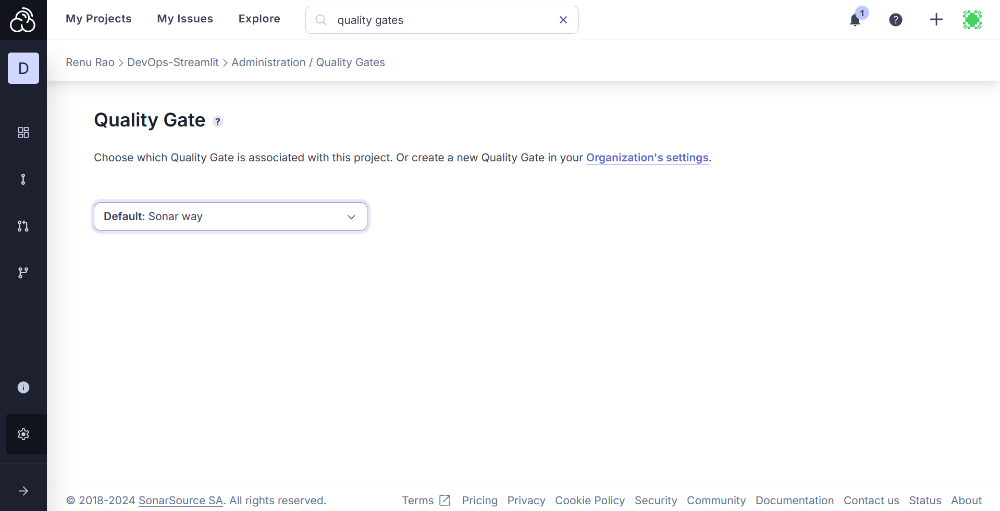 My Projects My Issues Explore quality gates 1 ?
D
Renu Rao > DevOps-Streamlit > Administration / Quality Gates
Quality Gate ?
Choose which Quality Gate is associated with this project. Or create a new Quality Gate in your Organization's settings.
Default: Sonar way
© 2018-2024 SonarSource SA. All rights reserved. Terms Pricing Privacy Cookie Policy Security Community Documentation Contact us Status About